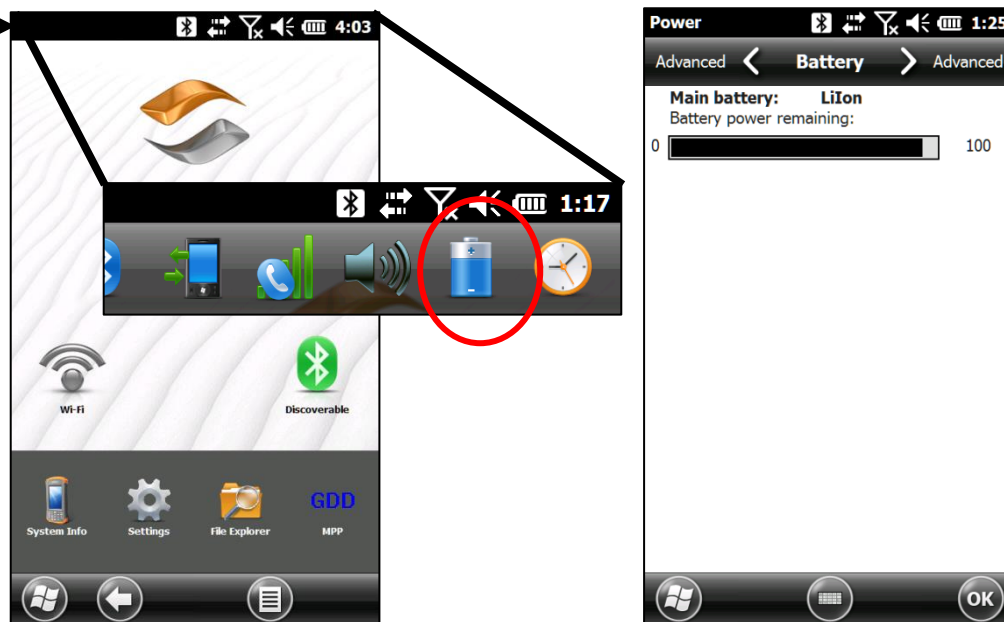 4:03
1:17
Wi-Fi
Discoverable
System Info
Settings
File Explorer
GDD
MPP
Power
1:25
Advanced
Battery
Advanced
Main battery: LiIon
Battery power remaining:
0
100
OK